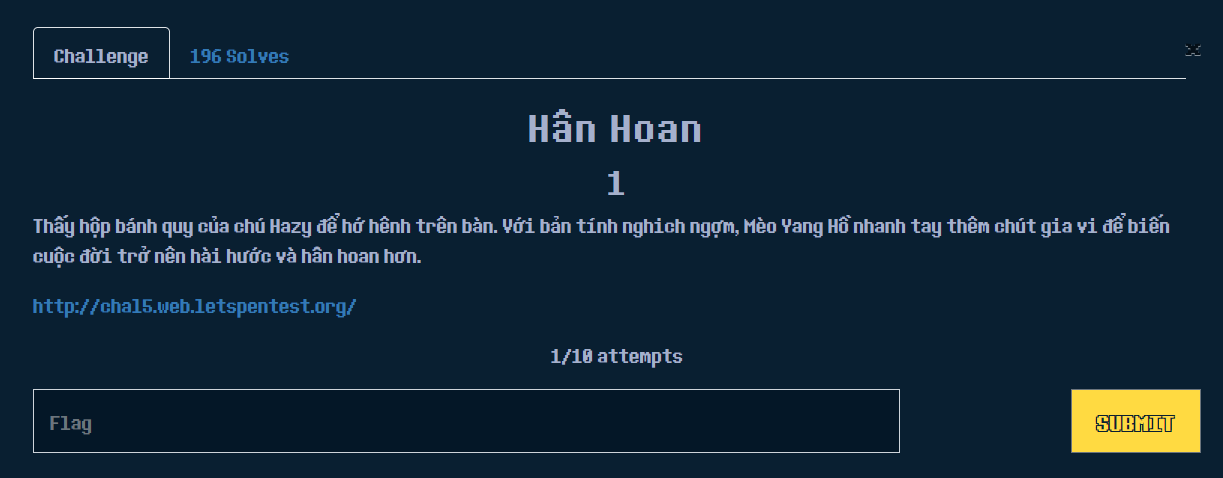 Challenge
196 Solves
Hân Hoan
1
Thấy hộp bánh quy của chú Hazy để hớ hênh trên bàn. Với bản tính nghich ngợm, Mèo Yang Hồ nhanh tay thêm chút gia vi để biến
cuộc đời trở nên hài hước và hân hoan hơn.
http://chal5.web.letspentest.org/
1/10 attempts
Flag
SUBMIT